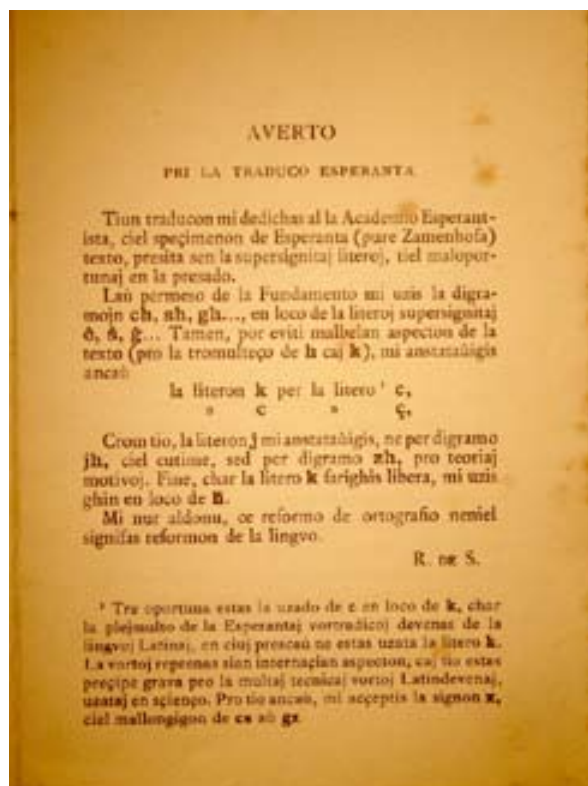 AVERTO
PRI LA TRADUCO ESPERANTA
Tiun traducon mi dedichas al la Academio Esperant-
ista, ciel speçimenon de Esperanta (pure Zamenhofa)
texto, presita sen la supersignitaj literoj, tiel malopor-
tunaj en la presado.
Laŭ permeso de la Fundamento mi uzis la digra-
mojn ch, sh, gh..., en loco de la literoj supersignitaj
ĉ, ŝ, ĝ... Tamen, por eviti malbelan aspecton de la
texto (pro la tromulteço de h caj k), mi anstataŭigis
ancaŭ
la literon k per la litero ¹ c,
» c » ç,
Crom tio, la literon ĵ mi anstataŭigis, ne per digramo
jh, ciel cutime, sed per digramo zh, pro teoriaj
motivoj. Fine, char la litero k farighis libera, mi uzis
ghin en loco de ĥ.
Mi nur aldonu, ce reformo de ortografio neniel
signifas reformon de la lingvo.
R. DE S.
¹ Tre oportuna estas la uzado de c en loco de k, char
la plejmulto de la Esperantaj vortradicoj devenas de la
lingvoj Latinaj, en ciuj prescaŭ ne estas uzata la litero k.
La vortoj reprenas sian internaçian aspecton, caj tio estas
preçipe grava pro la multaj tecnicaj vortoj Latindevenaj,
uzataj en sçienço. Pro tio ancaŭ, mi acceptis la signon x,
ciel mallongigon de cs aŭ gz